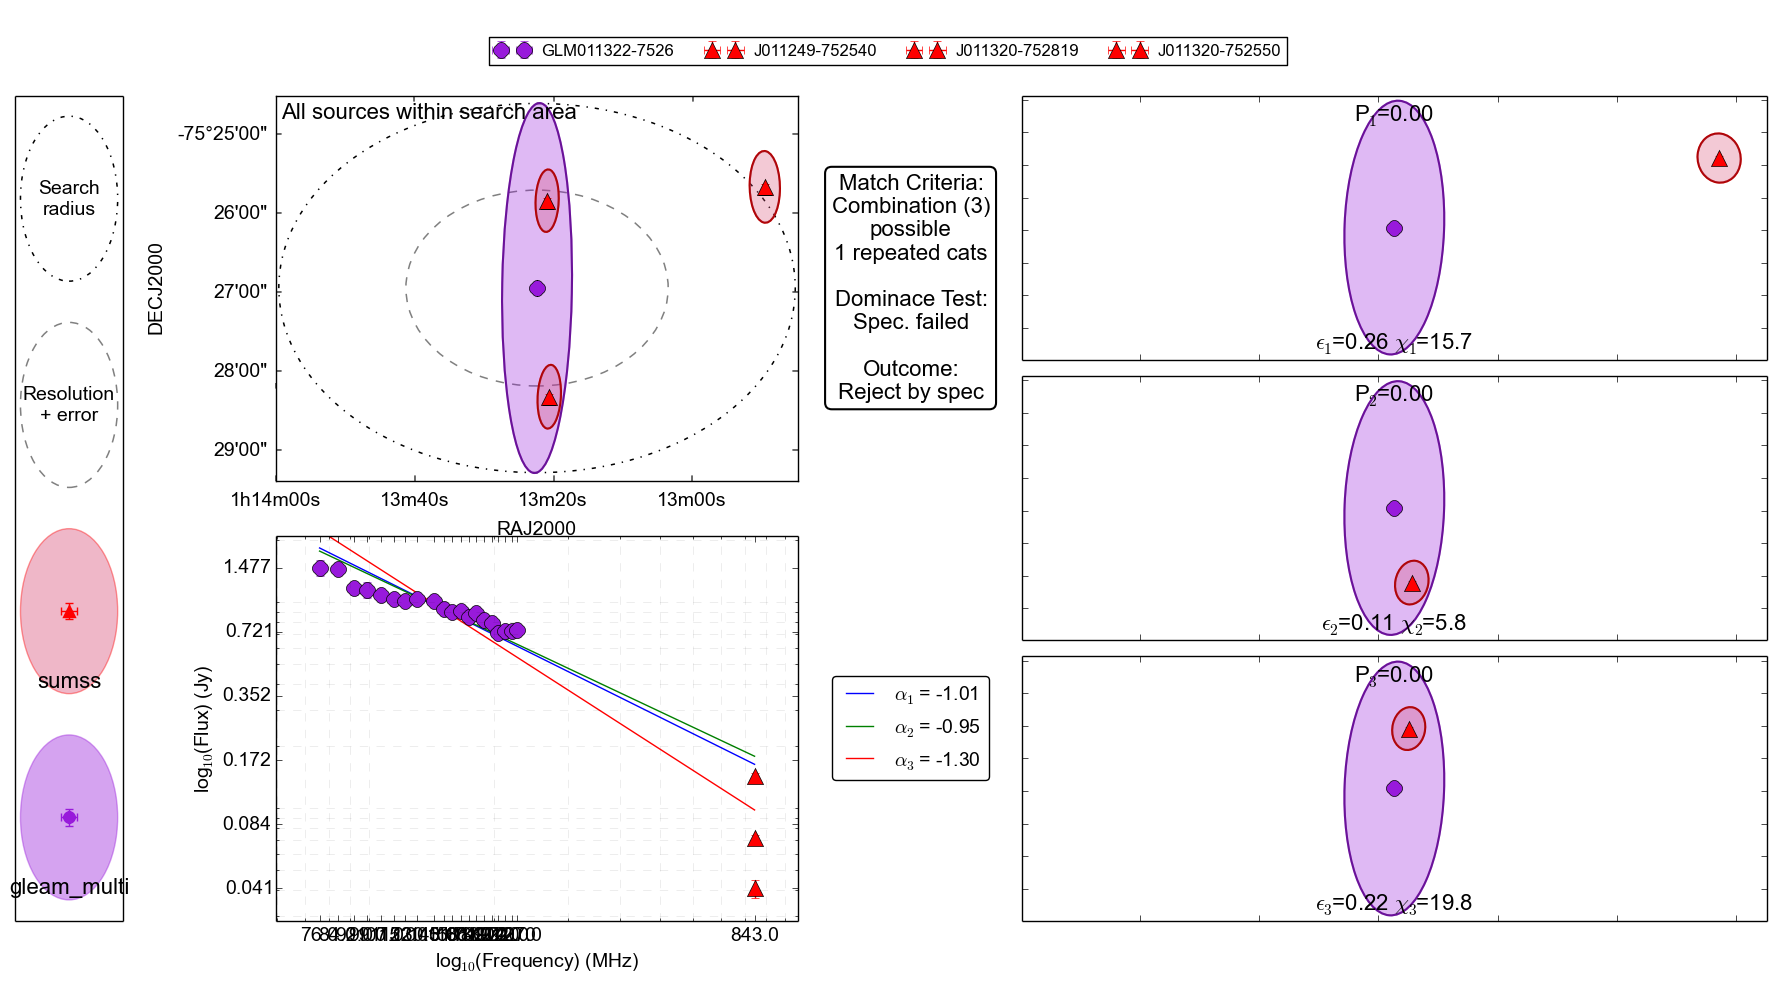 GLM011322-7526 J011249-752540 J011320-752819 J011320-752550
Search
radius
Resolution
+ error
sumss
gleam_multi
All sources within search area
DECJ2000
-75°25'00"
26'00"
27'00"
28'00"
29'00"
1h14m00s 13m40s 13m20s 13m00s
RAJ2000
log10(Flux) (Jy)
1.477
0.721
0.352
0.172
0.084
0.041
843.0
log10(Frequency) (MHz)
Match Criteria:
Combination (3)
possible
1 repeated cats
Dominace Test:
Spec. failed
Outcome:
Reject by spec
α1 = -1.01
α2 = -0.95
α3 = -1.30
P1=0.00
ϵ1=0.26 χ1=15.7
P2=0.00
ϵ2=0.11 χ2=5.8
P3=0.00
ϵ3=0.22 χ3=19.8